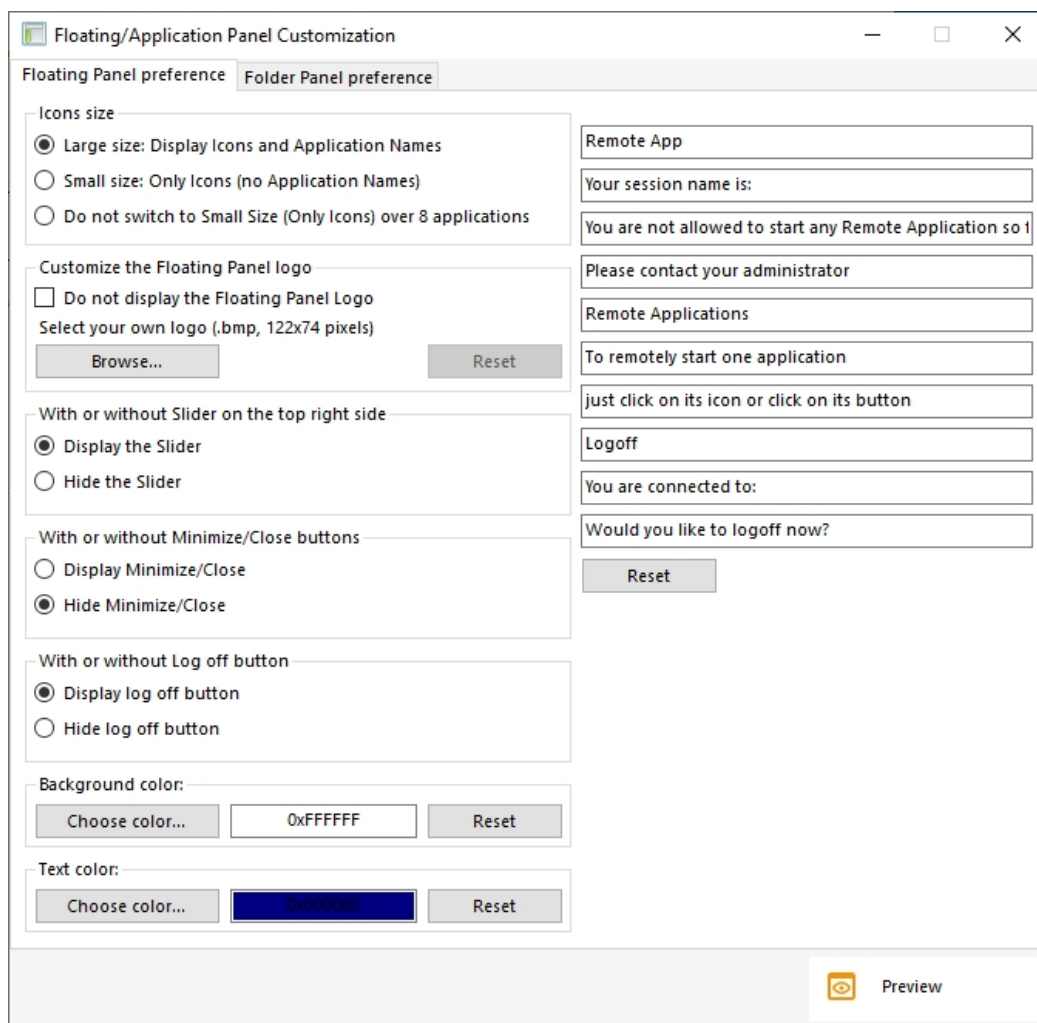 Floating/Application Panel Customization
Floating Panel preference
Folder Panel preference
Icons size
Large size: Display Icons and Application Names
Small size: Only Icons (no Application Names)
Do not switch to Small Size (Only Icons) over 8 applications
Customize the Floating Panel logo
Do not display the Floating Panel Logo
Select your own logo (.bmp, 122x74 pixels)
Browse...
Reset
With or without Slider on the top right side
Display the Slider
Hide the Slider
With or without Minimize/Close buttons
Display Minimize/Close
Hide Minimize/Close
With or without Log off button
Display log off button
Hide log off button
Background color:
Choose color...
0xFFFFFF
Reset
Text color:
Choose color...
0x000080
Reset
Remote App
Your session name is:
You are not allowed to start any Remote Application so
Please contact your administrator
Remote Applications
To remotely start one application
just click on its icon or click on its button
Logoff
You are connected to:
Would you like to logoff now?
Reset
Preview